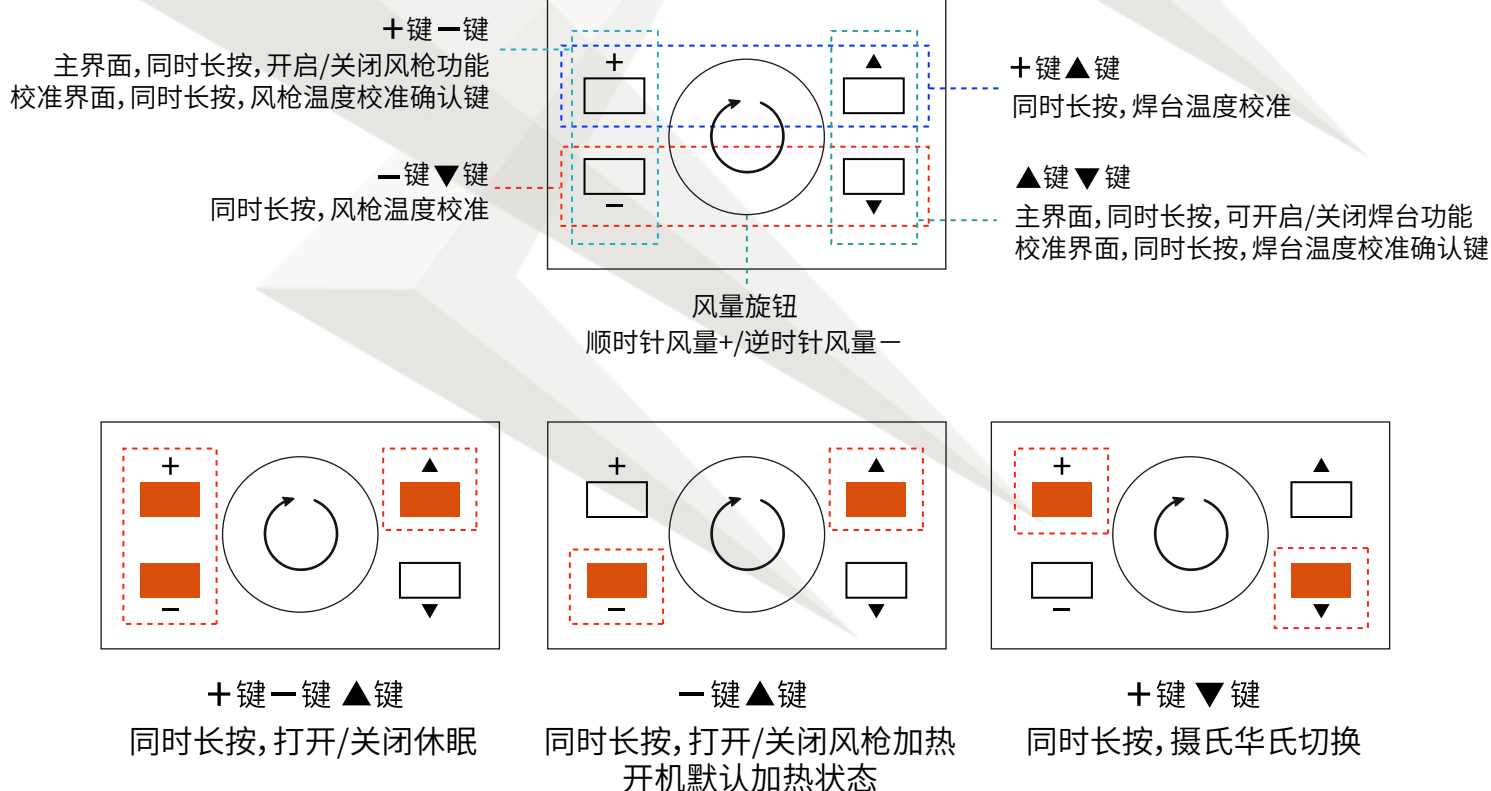 +键 −键
主界面，同时长按，开启/关闭风枪功能
校准界面，同时长按，风枪温度校准确认键
−键 ▼键
同时长按，风枪温度校准
+
−
▲
▼
+键 ▲键
同时长按，焊台温度校准
▲键 ▼键
主界面，同时长按，可开启/关闭焊台功能
校准界面，同时长按，焊台温度校准确认键
风量旋钮
顺时针风量+/逆时针风量−
+
−
▲
▼
+键 −键 ▲键
同时长按，打开/关闭休眠
+
−
▲
▼
−键 ▲键
同时长按，打开/关闭风枪加热
开机默认加热状态
+
−
▲
▼
+键 ▼键
同时长按，摄氏华氏切换